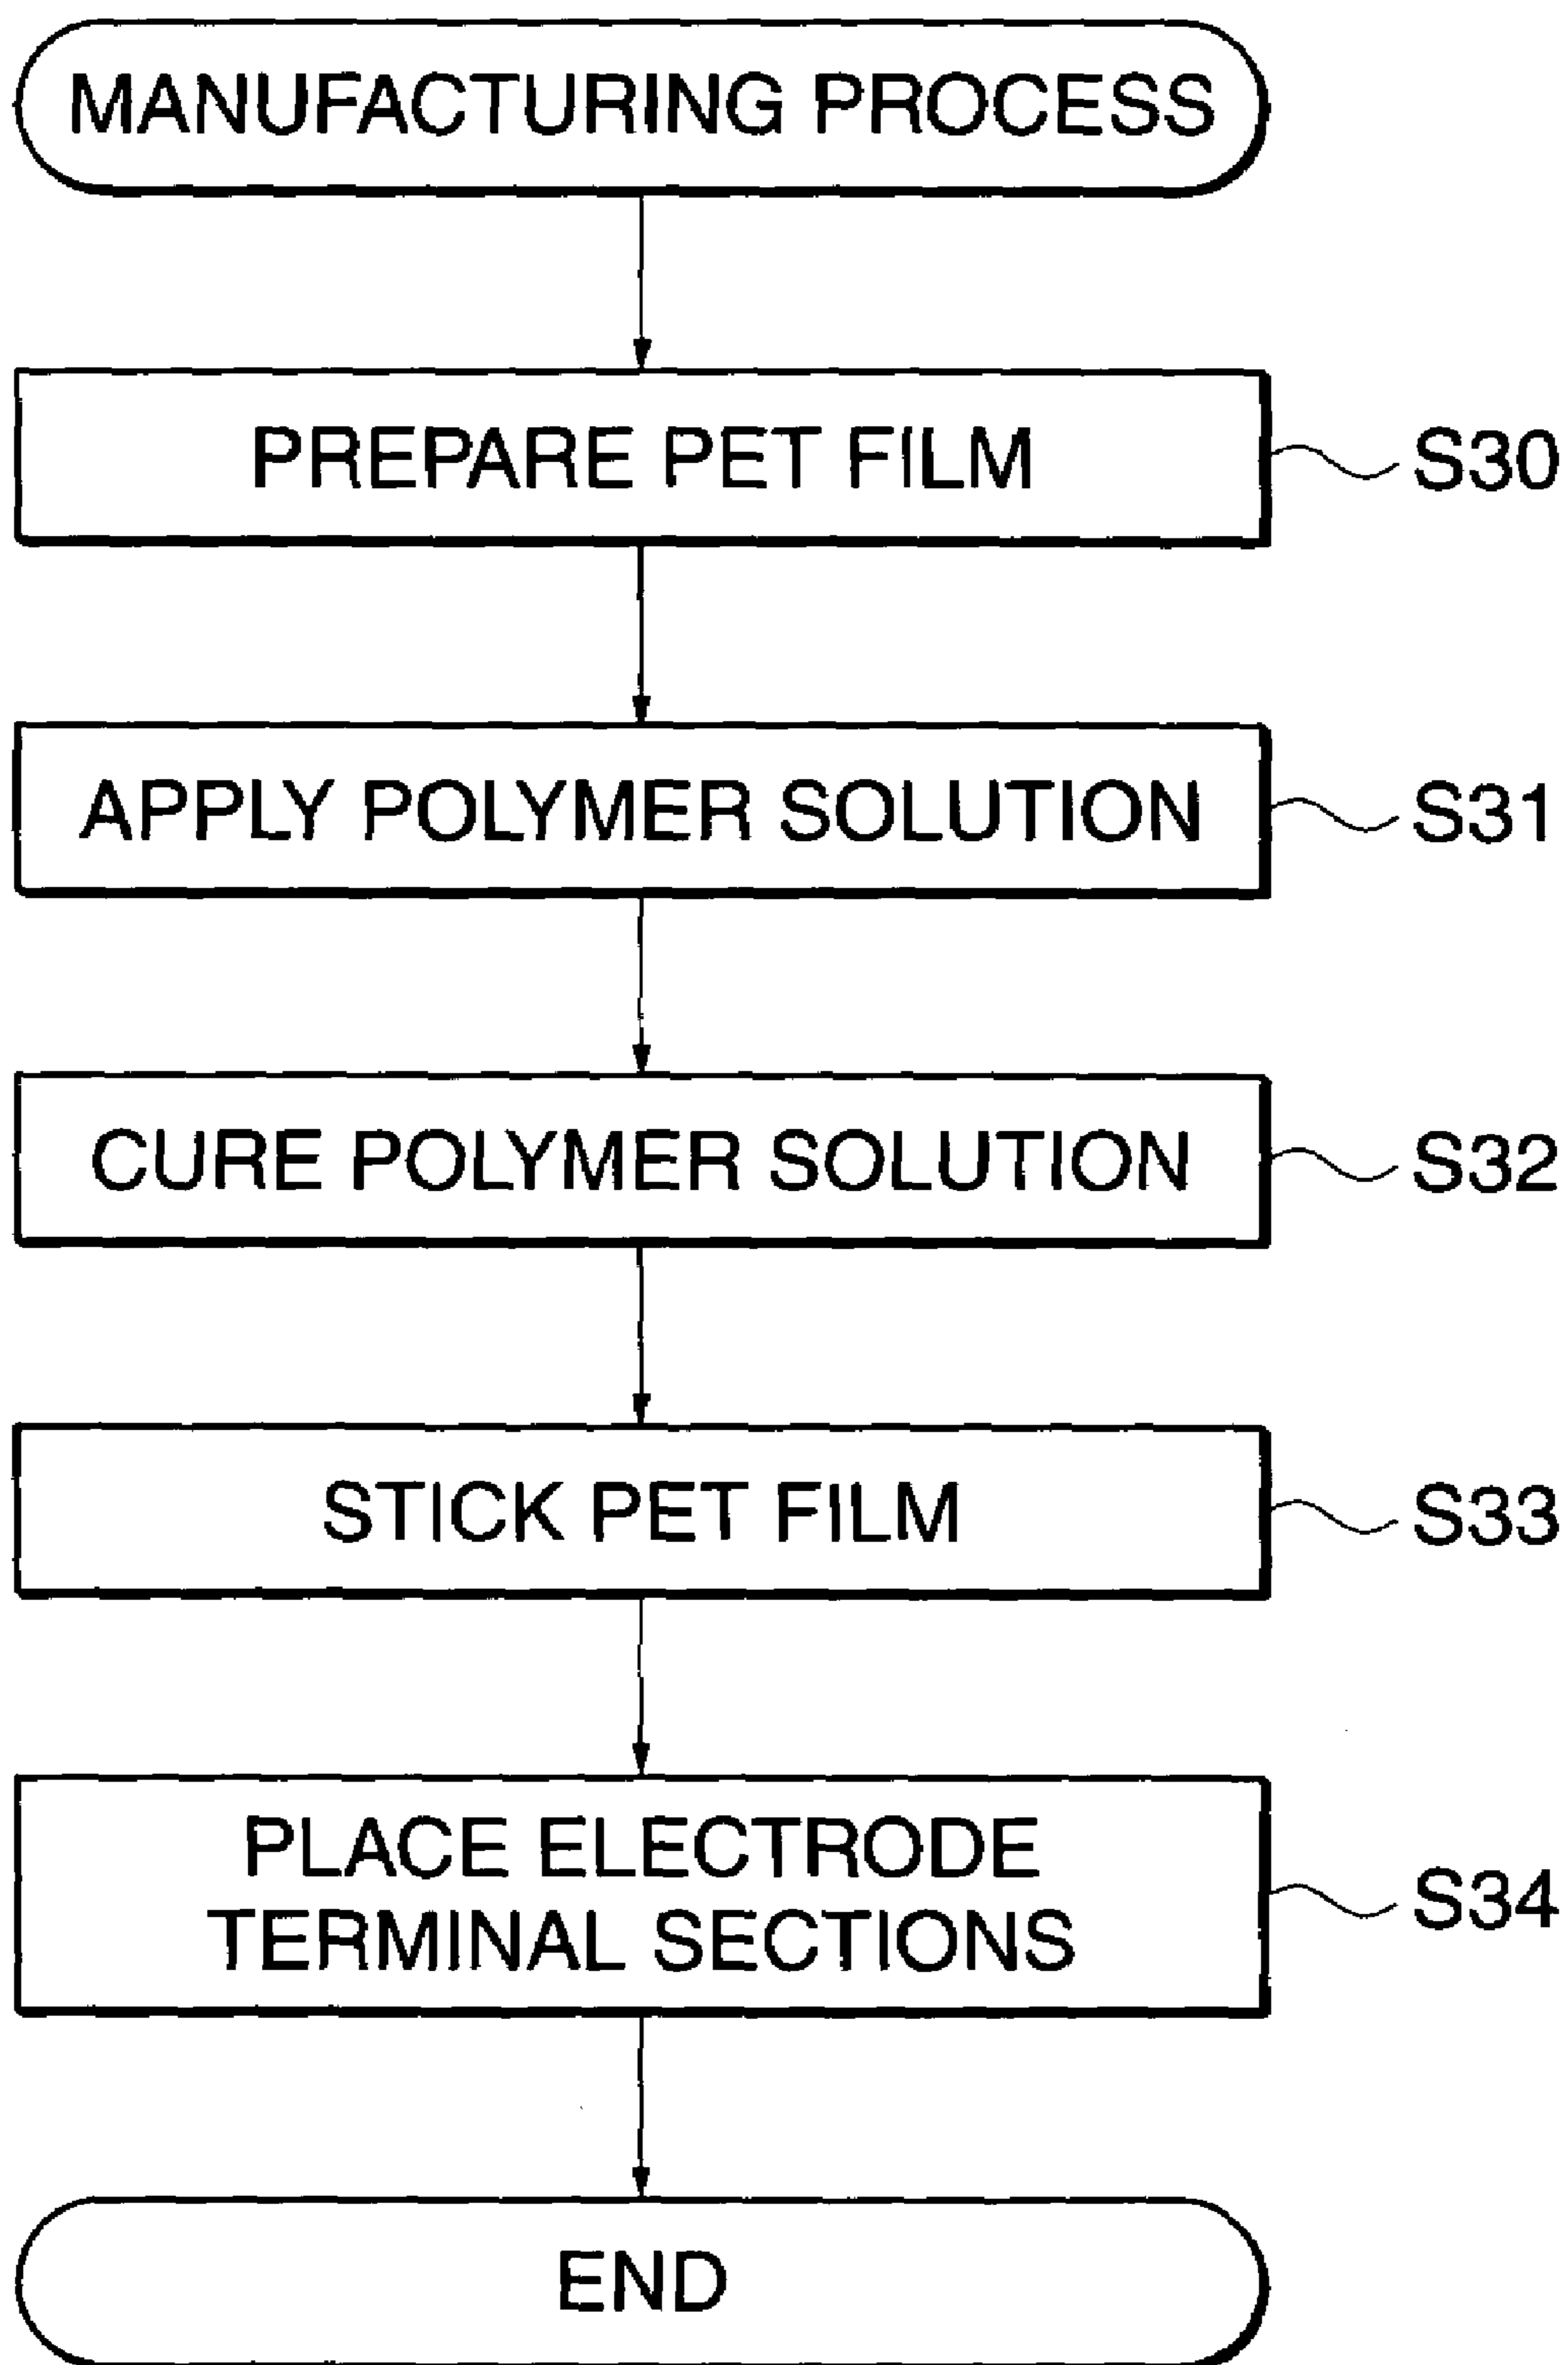 MANUFACTURING PROCESS
PREPARE PET FILM
S30
APPLY POLYMER SOLUTION
S31
CURE POLYMER SOLUTION
S32
STICK PET FILM
S33
PLACE ELECTRODE
TERMINAL SECTIONS
S34
END